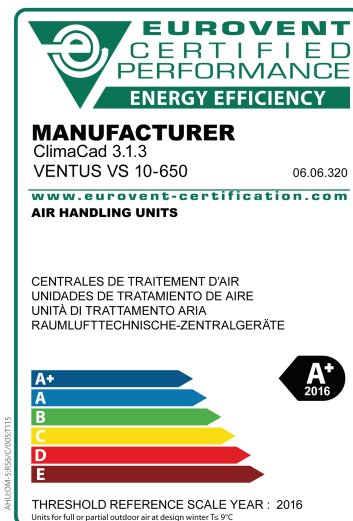 EUROVENT
CERTIFIED
PERFORMANCE
ENERGY EFFICIENCY
MANUFACTURER
ClimaCad 3.1.3
VENTUS VS 10-650
06.06.320
www.eurovent-certification.com
AIR HANDLING UNITS
CENTRALES DE TRAITEMENT D'AIR
UNIDADES DE TRATAMIENTO DE AIRE
UNITÀ DI TRATTAMENTO ARIA
RAUMLUFTTECHNISCHE-ZENTRALGERÄTE
A+
A
B
C
D
E
A+
2016
THRESHOLD REFERENCE SCALE YEAR : 2016
Units for full or partial outdoor air at design winter T≤ 9°C
AHU:OM-5:RS6/C/005:T115